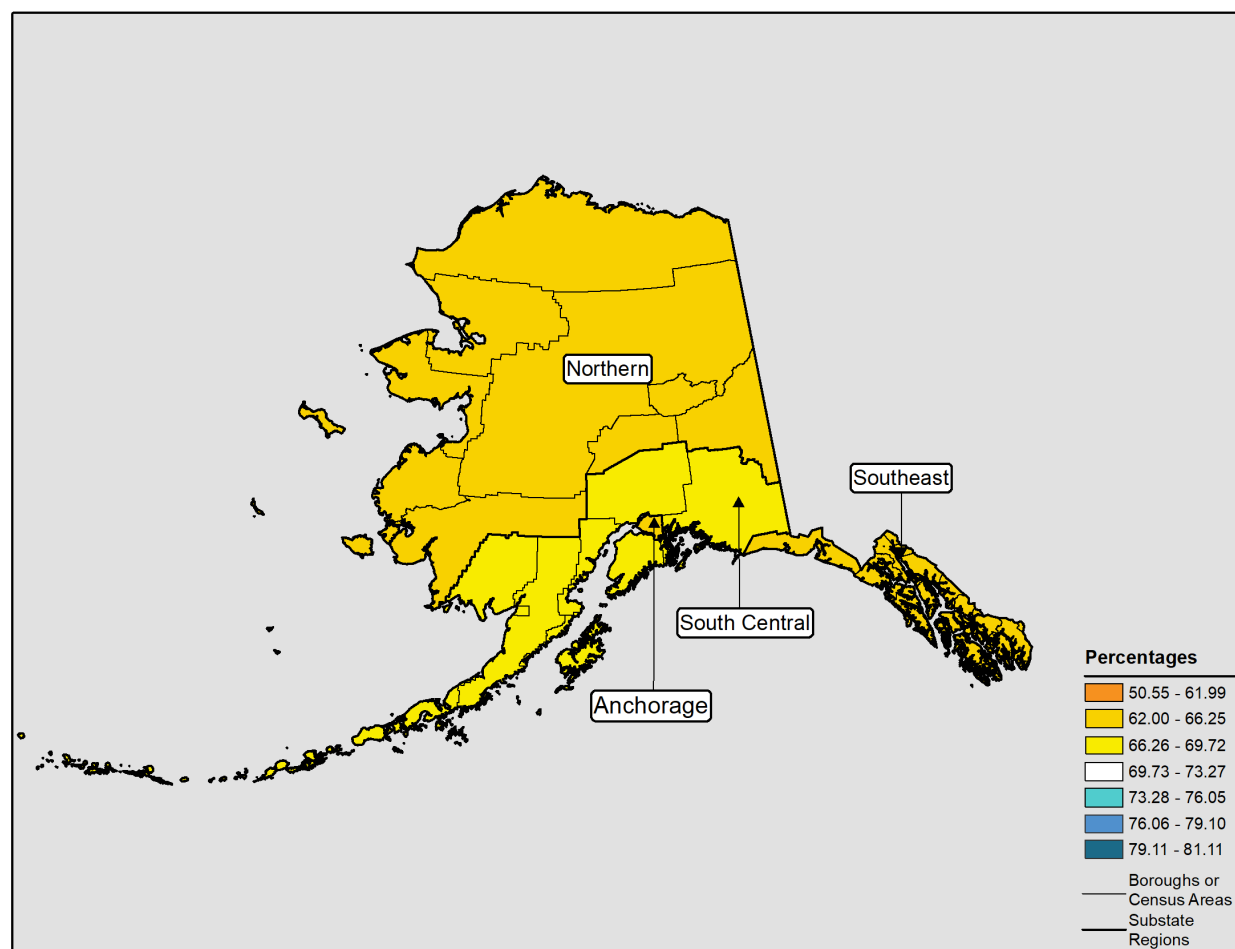 Northern
Southeast
South Central
Anchorage
Percentages
50.55 - 61.99
62.00 - 66.25
66.26 - 69.72
69.73 - 73.27
73.28 - 76.05
76.06 - 79.10
79.11 - 81.11
Boroughs or
Census Areas
Substate
Regions